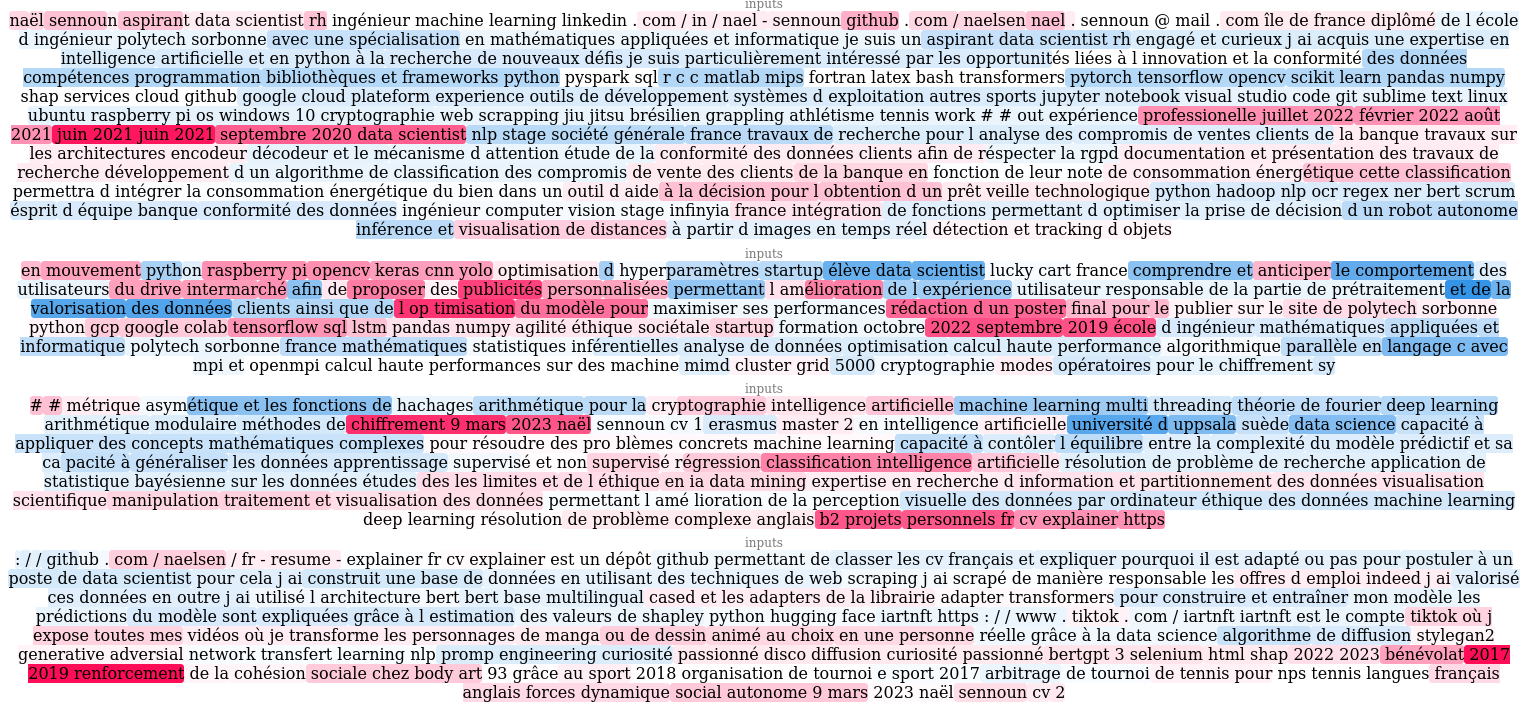 inputs
naël sennoun aspirant data scientist rh ingénieur machine learning linkedin . com / in / nael - sennoun github . com / naelsen nael . sennoun @ mail . com île de france diplômé de l école
d ingénieur polytech sorbonne avec une spécialisation en mathématiques appliquées et informatique je suis un aspirant data scientist rh engagé et curieux j ai acquis une expertise en
intelligence artificielle et en python à la recherche de nouveaux défis je suis particulièrement intéressé par les opportunités liées à l innovation et la conformité des données
compétences programmation bibliothèques et frameworks python pyspark sql r c c matlab mips fortran latex bash transformers pytorch tensorflow opencv scikit learn pandas numpy
shap services cloud github google cloud plateform experience outils de développement systèmes d exploitation autres sports jupyter notebook visual studio code git sublime text linux
ubuntu raspberry pi os windows 10 cryptographie web scrapping jiu jitsu brésilien grappling athlétisme tennis work # # out expérience professionelle juillet 2022 février 2022 août
2021 juin 2021 juin 2021 septembre 2020 data scientist nlp stage société générale france travaux de recherche pour l analyse des compromis de ventes clients de la banque travaux sur
les architectures encodeur décodeur et le mécanisme d attention étude de la conformité des données clients afin de réspecter la rgpd documentation et présentation des travaux de
recherche développement d un algorithme de classification des compromis de vente des clients de la banque en fonction de leur note de consommation énergétique cette classification
permettra d intégrer la consommation énergétique du bien dans un outil d aide à la décision pour l obtention d un prêt veille technologique python hadoop nlp ocr regex ner bert scrum
ésprit d équipe banque conformité des données ingénieur computer vision stage infinyia france intégration de fonctions permettant d optimiser la prise de décision d un robot autonome
inférence et visualisation de distances à partir d images en temps réel détection et tracking d objets
inputs
en mouvement python raspberry pi opencv keras cnn yolo optimisation d hyperparamètres startup élève data scientist lucky cart france comprendre et anticiper le comportement des
utilisateurs du drive intermarché afin de proposer des publicités personnalisées permettant l amélioration de l expérience utilisateur responsable de la partie de prétraitement et de la
valorisation des données clients ainsi que de l op timisation du modèle pour maximiser ses performances rédaction d un poster final pour le publier sur le site de polytech sorbonne
python gcp google colab tensorflow sql lstm pandas numpy agilité éthique sociétale startup formation octobre 2022 septembre 2019 école d ingénieur mathématiques appliquées et
informatique polytech sorbonne france mathématiques statistiques inférentielles analyse de données optimisation calcul haute performance algorithmique parallèle en langage c avec
mpi et openmpi calcul haute performances sur des machine mimd cluster grid 5000 cryptographie modes opératoires pour le chiffrement sy
inputs
# # métrique asymétique et les fonctions de hachages arithmétique pour la cryptographie intelligence artificielle machine learning multi threading théorie de fourier deep learning
arithmétique modulaire méthodes de chiffrement 9 mars 2023 naël sennoun cv 1 erasmus master 2 en intelligence artificielle université d uppsala suède data science capacité à
appliquer des concepts mathématiques complexes pour résoudre des pro blèmes concrets machine learning capacité à contôler l équilibre entre la complexité du modèle prédictif et sa
ca pacité à généraliser les données apprentissage supervisé et non supervisé régression classification intelligence artificielle résolution de problème de recherche application de
statistique bayésienne sur les données études des les limites et de l éthique en ia data mining expertise en recherche d information et partitionnement des données visualisation
scientifique manipulation traitement et visualisation des données permettant l amé lioration de la perception visuelle des données par ordinateur éthique des données machine learning
deep learning résolution de problème complexe anglais b2 projets personnels fr cv explainer https
inputs
: / / github . com / naelsen / fr - resume - explainer fr cv explainer est un dépôt github permettant de classer les cv français et expliquer pourquoi il est adapté ou pas pour postuler à un
poste de data scientist pour cela j ai construit une base de données en utilisant des techniques de web scraping j ai scrapé de manière responsable les offres d emploi indeed j ai valorisé
ces données en outre j ai utilisé l architecture bert bert base multilingual cased et les adapters de la librairie adapter transformers pour construire et entraîner mon modèle les
prédictions du modèle sont expliquées grâce à l estimation des valeurs de shapley python hugging face iartnft https : / / www . tiktok . com / iartnft iartnft est le compte tiktok où j
expose toutes mes vidéos où je transforme les personnages de manga ou de dessin animé au choix en une personne réelle grâce à la data science algorithme de diffusion stylegan2
generative adversial network transfert learning nlp promp engineering curiosité passionné disco diffusion curiosité passionné bertgpt 3 selenium html shap 2022 2023 bénévolat 2017
2019 renforcement de la cohésion sociale chez body art 93 grâce au sport 2018 organisation de tournoi e sport 2017 arbitrage de tournoi de tennis pour nps tennis langues français
anglais forces dynamique social autonome 9 mars 2023 naël sennoun cv 2